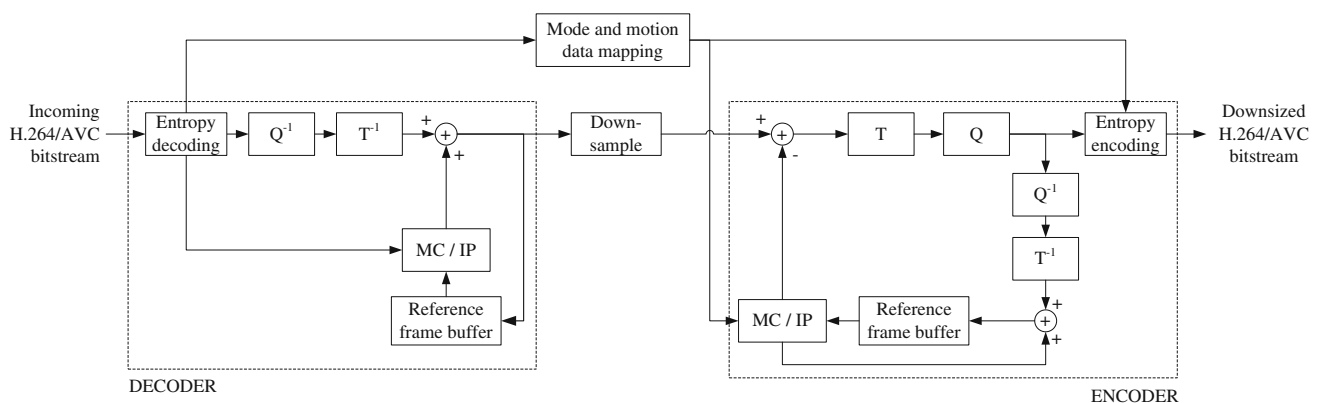 Mode and motion
data mapping
Incoming
H.264/AVC
bitstream
Entropy
decoding
Q⁻¹
T⁻¹
+
+
+
Down-
sample
+
+
-
T
Q
Entropy
encoding
Downsized
H.264/AVC
bitstream
Q⁻¹
T⁻¹
MC / IP
Reference
frame buffer
MC / IP
Reference
frame buffer
+
+
+
DECODER
ENCODER